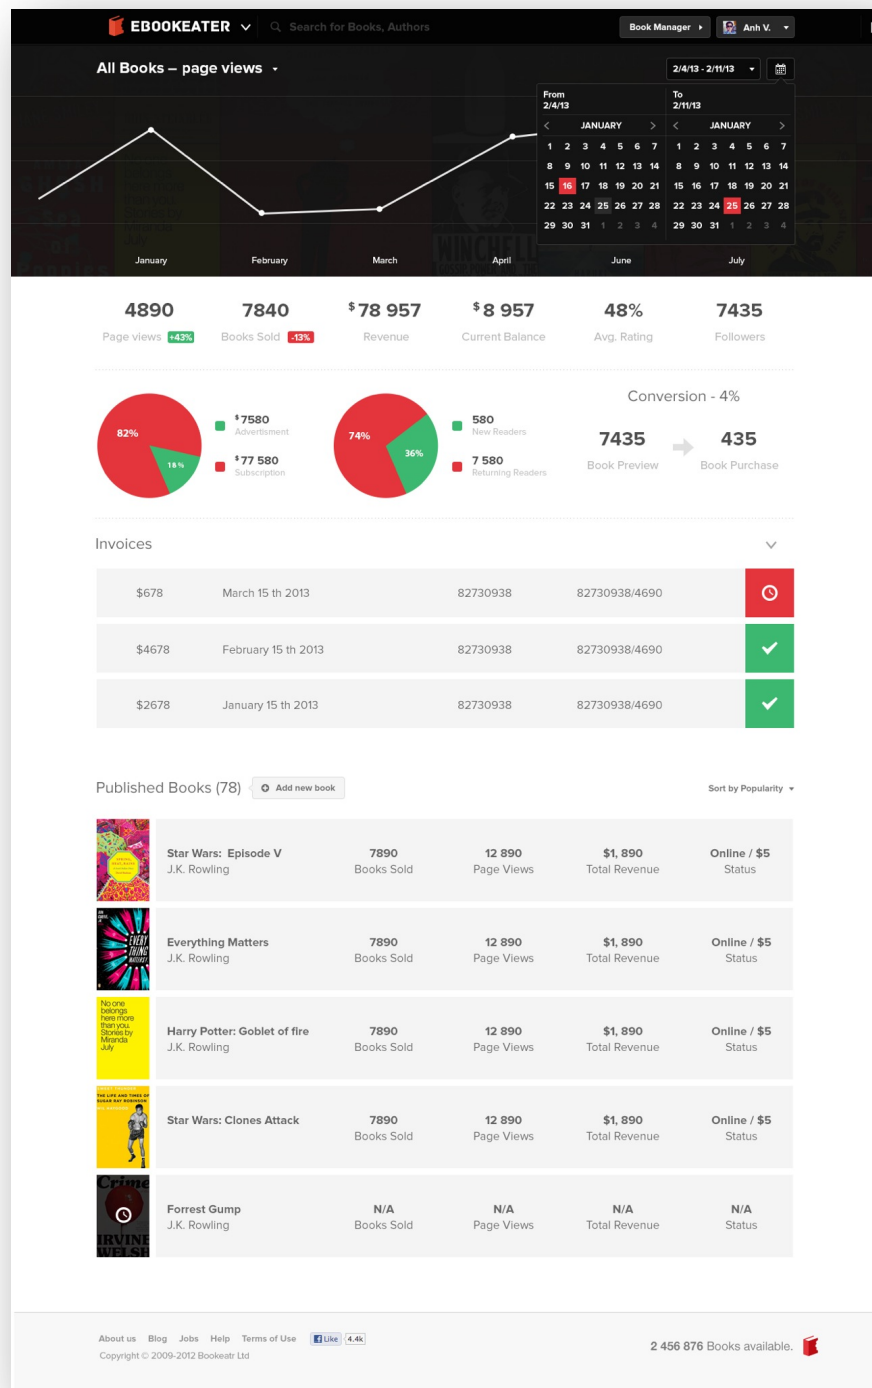 EBOOKEATER Search for Books, Authors Book Manager Anh V.
All Books – page views 2/4/13 - 2/11/13
From To
2/4/13 2/11/13
JANUARY JANUARY
1 2 3 4 5 6 7 1 2 3 4 5 6 7
8 9 10 11 12 13 14 8 9 10 11 12 13 14
15 16 17 18 19 20 21 15 16 17 18 19 20 21
22 23 24 25 26 27 28 22 23 24 25 26 27 28
29 30 31 1 2 3 4 29 30 31 1 2 3 4
WINCHELL
January February March April June July
4890 7840 $78 957 $8 957 48% 7435
Page views +43% Books Sold -13% Revenue Current Balance Avg. Rating Followers
Conversion - 4%
82% 18%
$7580
Advertisment
$77 580
Subscription
74% 36%
580
New Readers
7 580
Returning Readers
7435 435
Book Preview Book Purchase
Invoices
$678 March 15 th 2013 82730938 82730938/4690
$4678 February 15 th 2013 82730938 82730938/4690
$2678 January 15 th 2013 82730938 82730938/4690
Published Books (78) Add new book Sort by Popularity
Star Wars: Episode V 7890 12 890 $1, 890 Online / $5
J.K. Rowling Books Sold Page Views Total Revenue Status
EVERY
THING
MATTERS!
Everything Matters 7890 12 890 $1, 890 Online / $5
J.K. Rowling Books Sold Page Views Total Revenue Status
No one
belongs
here more
than you.
Stories by
Miranda
July
Harry Potter: Goblet of fire 7890 12 890 $1, 890 Online / $5
J.K. Rowling Books Sold Page Views Total Revenue Status
THE LIFE AND TIMES OF
SUGAR RAY ROBINSON
Star Wars: Clones Attack 7890 12 890 $1, 890 Online / $5
Books Sold Page Views Total Revenue Status
Crime
IRVINE
WELSH
Forrest Gump N/A N/A N/A N/A
J.K. Rowling Books Sold Page Views Total Revenue Status
About us Blog Jobs Help Terms of Use Like 4.4k
Copyright © 2009-2012 Bookeatr Ltd
2 456 876 Books available.